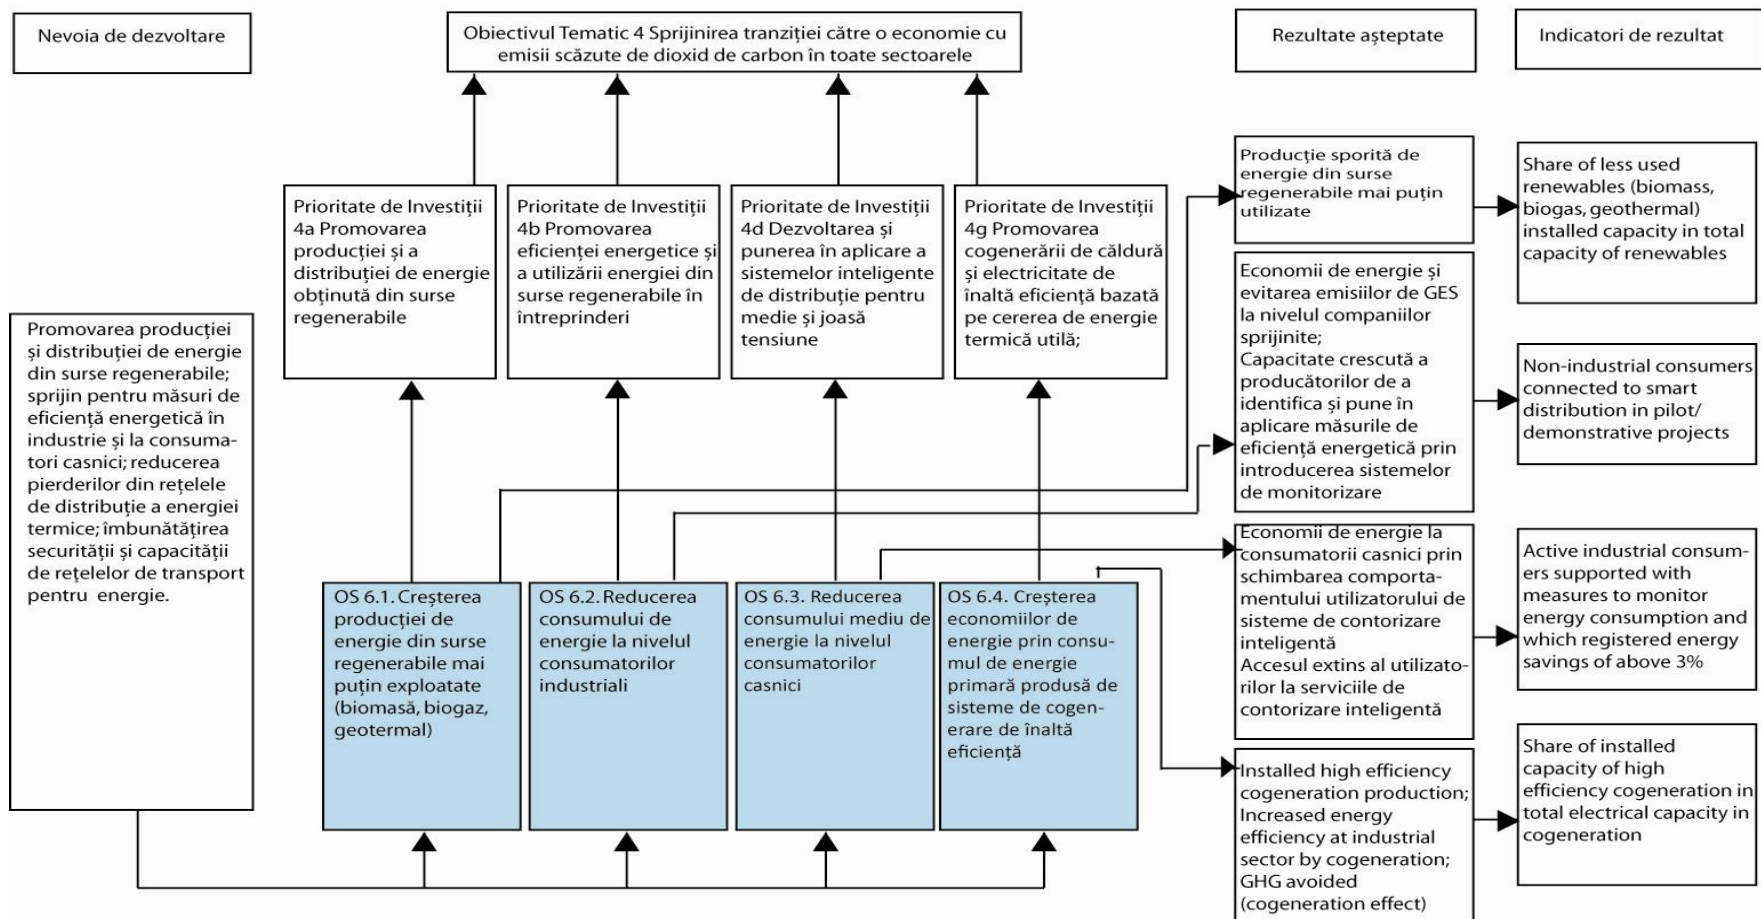 Nevoia de dezvoltare
Obiectivul Tematic 4 Sprijinirea tranziției către o economie cu
emisii scăzute de dioxid de carbon în toate sectoarele
Rezultate așteptate
Indicatori de rezultat
Prioritate de Investiții
4a Promovarea
producției și a
distribuției de energie
obținută din surse
regenerabile
Prioritate de Investiții
4b Promovarea
eficienței energetice și
a utilizării energiei din
surse regenerabile în
întreprinderi
Prioritate de Investiții
4d Dezvoltarea și
punerea în aplicare a
sistemelor inteligente
de distribuție pentru
medie și joasă
tensiune
Prioritate de Investiții
4g Promovarea
cogenerării de căldură
și electricitate de
înaltă eficiență bazată
pe cererea de energie
termică utilă;
Producție sporită de
energie din surse
regenerabile mai puțin
utilizate
Share of less used
renewables (biomass,
biogas, geothermal)
installed capacity in total
capacity of renewables
Promovarea producției
și distribuției de energie
din surse regenerabile;
sprijin pentru măsuri de
eficiență energetică în
industrie și la consuma-
tori casnici; reducerea
pierderilor din rețelele
de distribuție a energiei
termice; îmbunătățirea
securității și capacității
de rețelelor de transport
pentru energie.
Economii de energie și
evitarea emisiilor de GES
la nivelul companiilor
sprijinite;
Capacitate crescută a
producătorilor de a
identifica și pune în
aplicare măsurile de
eficiență energetică prin
introducerea sistemelor
de monitorizare
Non-industrial consumers
connected to smart
distribution in pilot/
demonstrative projects
OS 6.1. Creșterea
producției de
energie din surse
regenerabile mai
puțin exploatate
(biomasă, biogaz,
geotermal)
OS 6.2. Reducerea
consumului de
energie la nivelul
consumatorilor
industriali
OS 6.3. Reducerea
consumului mediu de
energie la nivelul
consumatorilor
casnici
OS 6.4. Creșterea
economiilor de
energie prin consu-
mul de energie
primară produsă de
sisteme de cogen-
erare de înaltă
eficiență
Economii de energie la
consumatorii casnici prin
schimbarea comporta-
mentului utilizatorului de
sisteme de contorizare
inteligentă
Accesul extins al utilizato-
rilor la serviciile de
contorizare inteligentă
Active industrial consum-
ers supported with
measures to monitor
energy consumption and
which registered energy
savings of above 3%
Installed high efficiency
cogeneration production;
Increased energy
efficiency at industrial
sector by cogeneration;
GHG avoided
(cogeneration effect)
Share of installed
capacity of high
efficiency cogeneration in
total electrical capacity in
cogeneration